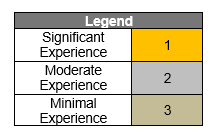 Legend
Significant
Experience
1
Moderate
Experience
2
Minimal
Experience
3